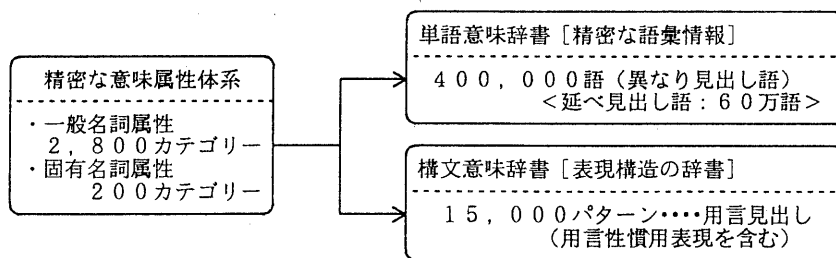 精密な意味属性体系
・一般名詞属性
２，８００カテゴリー
・固有名詞属性
２００カテゴリー
単語意味辞書［精密な語彙情報］
４００，０００語（異なり見出し語）
＜延べ見出し語：６０万語＞
構文意味辞書［表現構造の辞書］
１５，０００パターン・・・・用言見出し
（用言性慣用表現を含む）